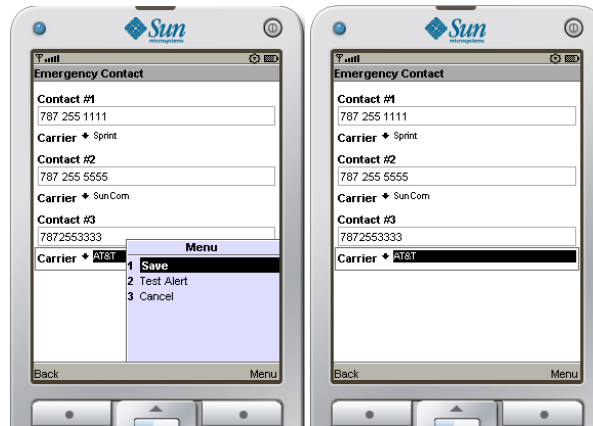 Sun
microsystems
Emergency Contact
Contact #1
787 255 1111
Carrier Sprint
Contact #2
787 255 5555
Carrier SunCom
Contact #3
7872553333
Carrier AT&T
Menu
1 Save
2 Test Alert
3 Cancel
Back Menu
Sun
microsystems
Emergency Contact
Contact #1
787 255 1111
Carrier Sprint
Contact #2
787 255 5555
Carrier SunCom
Contact #3
7872553333
Carrier AT&T
Back Menu